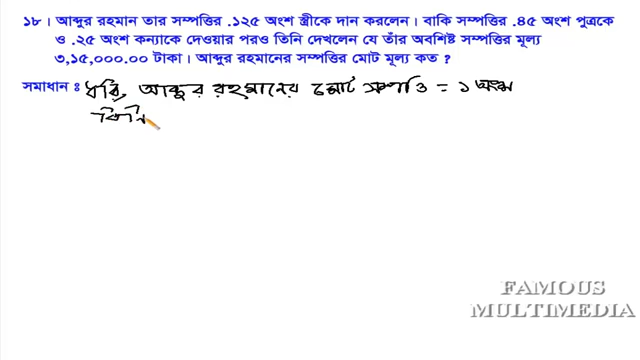 ১৮। আব্দুর রহমান তার সম্পত্তির .১২৫ অংশ স্ত্রীকে দান করলেন। বাকি সম্পত্তির .৪৫ অংশ পুত্রকে
ও .২৫ অংশ কন্যাকে দেওয়ার পরও তিনি দেখলেন যে তাঁর অবশিষ্ট সম্পত্তির মূল্য
৩,১৫,০০০.০০ টাকা। আব্দুর রহমানের সম্পত্তির মোট মূল্য কত ?
সমাধান : ধরি, আব্দুর রহমানের মোট সম্পত্তি = ১ অংশ
তিনি
FAMOUS
MULTIMEDIA